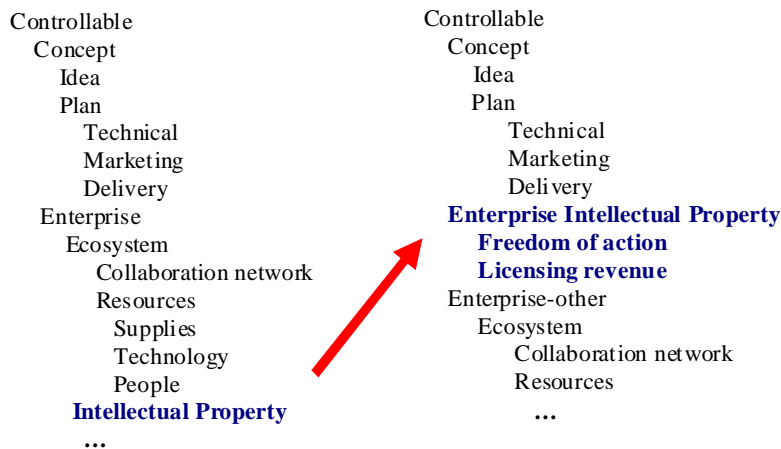 Controllable
Concept
Idea
Plan
Technical
Marketing
Delivery
Enterprise
Ecosystem
Collaboration network
Resources
Supplies
Technology
People
Intellectual Property
...
Controllable
Concept
Idea
Plan
Technical
Marketing
Delivery
Enterprise Intellectual Property
Freedom of action
Licensing revenue
Enterprise-other
Ecosystem
Collaboration network
Resources
...